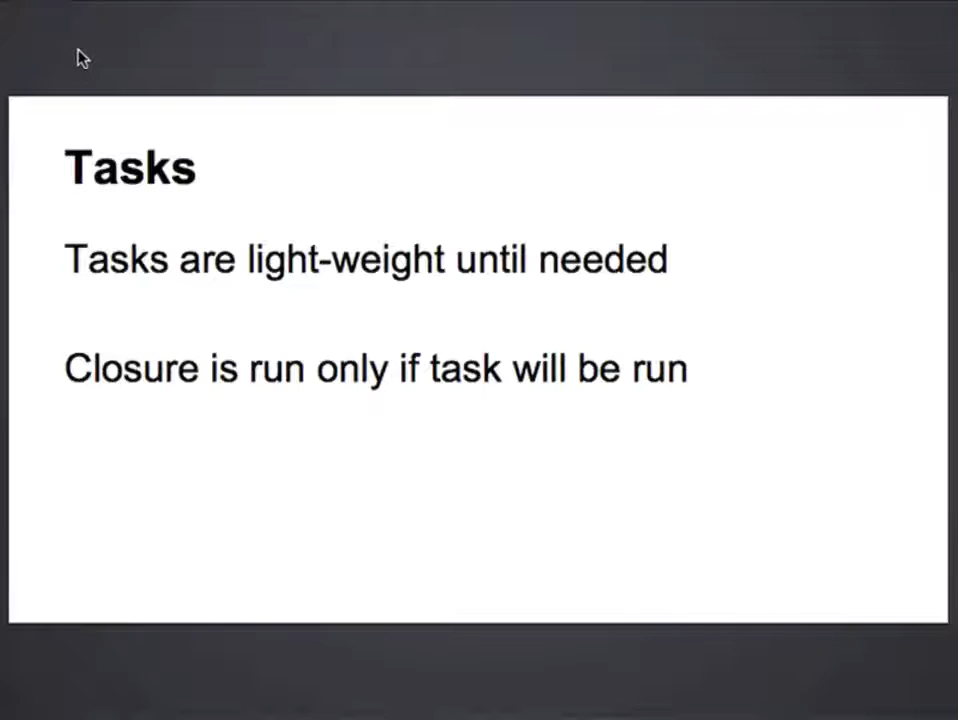 Tasks
Tasks are light-weight until needed
Closure is run only if task will be run